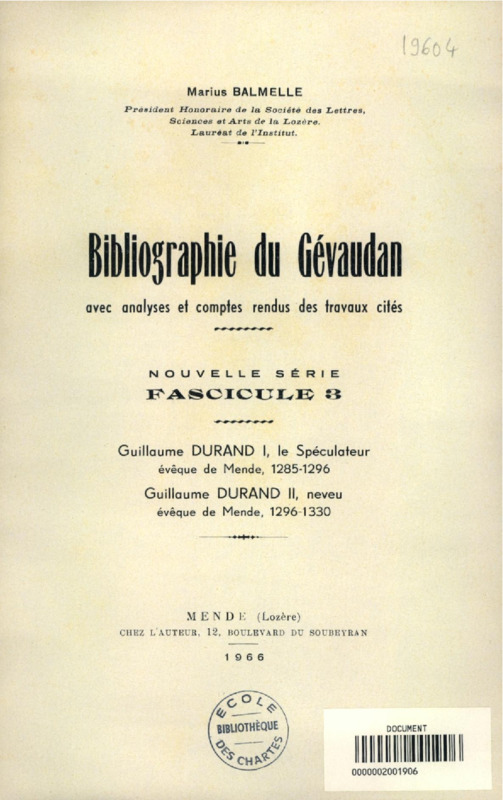 19604
Marius BALMELLE
Président Honoraire de la Société des Lettres,
Sciences et Arts de la Lozère.
Lauréat de l'Institut.
Bibliographie du Gévaudan
avec analyses et comptes rendus des travaux cités
NOUVELLE SÉRIE
FASCICULE 3
Guillaume DURAND I, le Spéculateur
évêque de Mende, 1285-1296
Guillaume DURAND II, neveu
évêque de Mende, 1296-1330
MENDE (Lozère)
CHEZ L'AUTEUR, 12, BOULEVARD DU SOUBEYRAN
1966
ECOLE
BIBLIOTHÈQUE
DES CHARTES
DOCUMENT
0000002001906